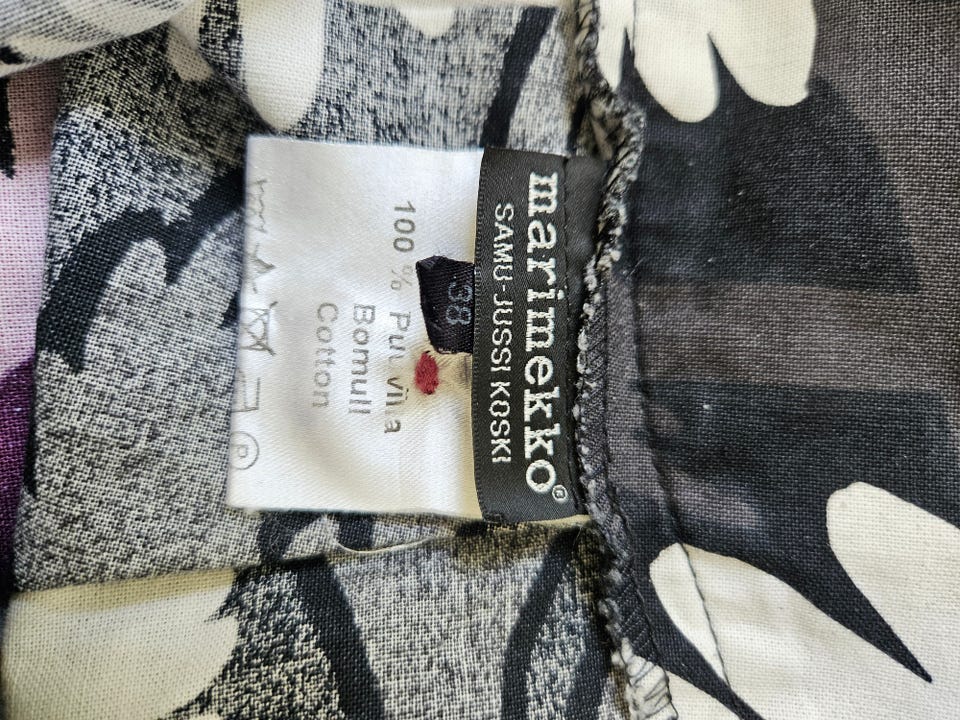 marimekko®
SAMU-JUSSI KOSKI
38
100 % Puuvilla
Bomull
Cotton